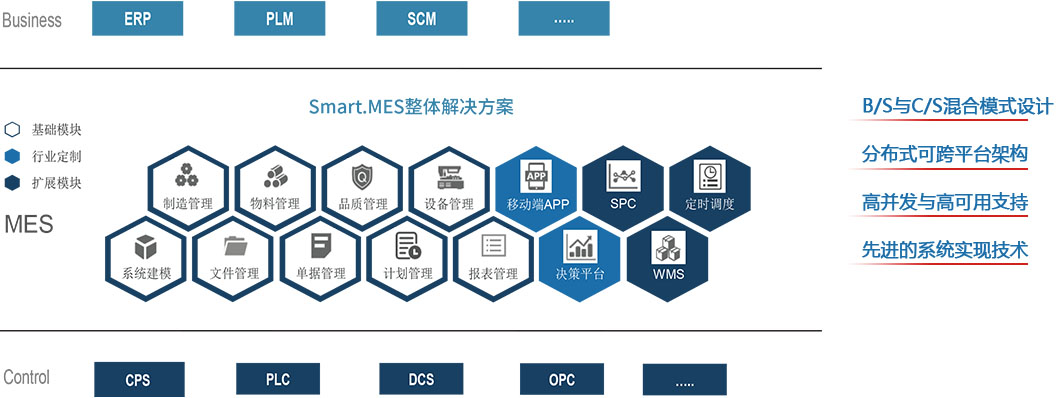 Business
ERP
PLM
SCM
.....
Smart.MES整体解决方案
基础模块
行业定制
扩展模块
MES
制造管理
物料管理
品质管理
设备管理
APP
移动端APP
SPC
定时调度
系统建模
文件管理
单据管理
计划管理
报表管理
决策平台
WMS
B/S与C/S混合模式设计
分布式可跨平台架构
高并发与高可用支持
先进的系统实现技术
Control
CPS
PLC
DCS
OPC
.....